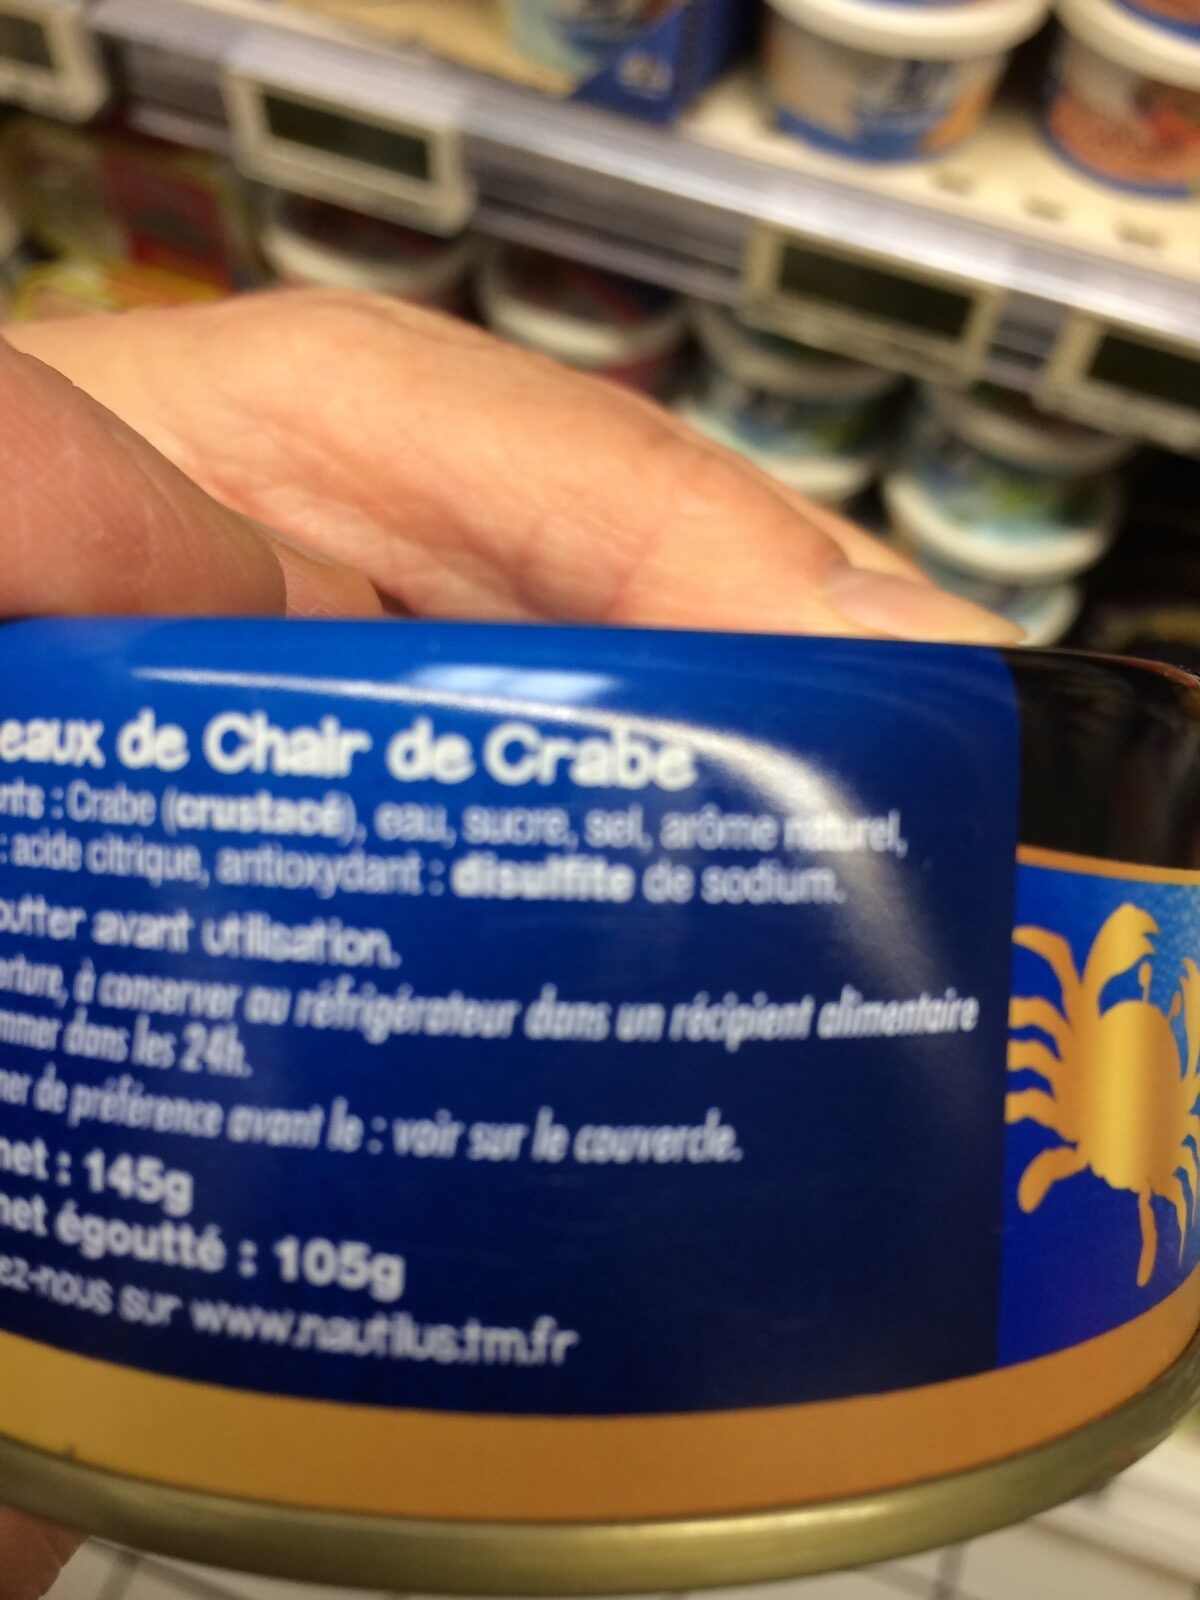 eaux de Chair de Crabe
nts : Crabe (crustacé), eau, sucre, sel, arôme naturel,
: acide citrique, antioxydant : disulfite de sodium.
outter avant utilisation.
erture, à conserver au réfrigérateur dans un récipient alimentaire
mmer dans les 24h.
mer de préférence avant le : voir sur le couvercle.
net : 145g
net égoutté : 105g
ez-nous sur www.nautilus.tm.fr